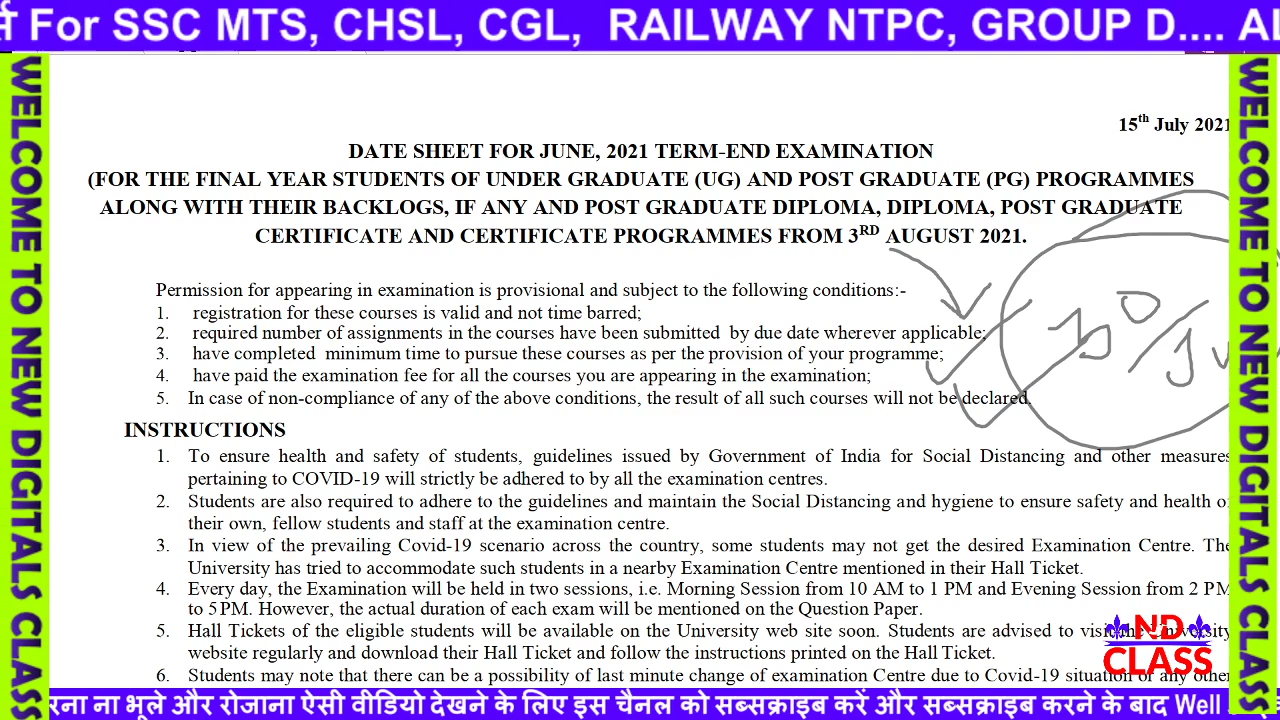 For SSC MTS, CHSL, CGL, RAILWAY NTPC, GROUP D....
WELCOME TO NEW DIGITALS CLASS
15th July 2021
DATE SHEET FOR JUNE, 2021 TERM-END EXAMINATION
(FOR THE FINAL YEAR STUDENTS OF UNDER GRADUATE (UG) AND POST GRADUATE (PG) PROGRAMMES
ALONG WITH THEIR BACKLOGS, IF ANY AND POST GRADUATE DIPLOMA, DIPLOMA, POST GRADUATE
CERTIFICATE AND CERTIFICATE PROGRAMMES FROM 3RD AUGUST 2021.
Permission for appearing in examination is provisional and subject to the following conditions:-
1. registration for these courses is valid and not time barred;
2. required number of assignments in the courses have been submitted by due date wherever applicable;
3. have completed minimum time to pursue these courses as per the provision of your programme;
4. have paid the examination fee for all the courses you are appearing in the examination;
5. In case of non-compliance of any of the above conditions, the result of all such courses will not be declared.
INSTRUCTIONS
1. To ensure health and safety of students, guidelines issued by Government of India for Social Distancing and other measures
pertaining to COVID-19 will strictly be adhered to by all the examination centres.
2. Students are also required to adhere to the guidelines and maintain the Social Distancing and hygiene to ensure safety and health of
their own, fellow students and staff at the examination centre.
3. In view of the prevailing Covid-19 scenario across the country, some students may not get the desired Examination Centre. The
University has tried to accommodate such students in a nearby Examination Centre mentioned in their Hall Ticket.
4. Every day, the Examination will be held in two sessions, i.e. Morning Session from 10 AM to 1 PM and Evening Session from 2 PM
to 5 PM. However, the actual duration of each exam will be mentioned on the Question Paper.
5. Hall Tickets of the eligible students will be available on the University web site soon. Students are advised to visit the University
website regularly and download their Hall Ticket and follow the instructions printed on the Hall Ticket.
6. Students may note that there can be a possibility of last minute change of examination Centre due to Covid-19 situation or any other
ND
CLASS
WELCOME TO NEW DIGITALS CLASS
ना भूले और रोजाना ऐसी वीडियो देखने के लिए इस चैनल को सब्सक्राइब करें और सब्सक्राइब करने के बाद Well